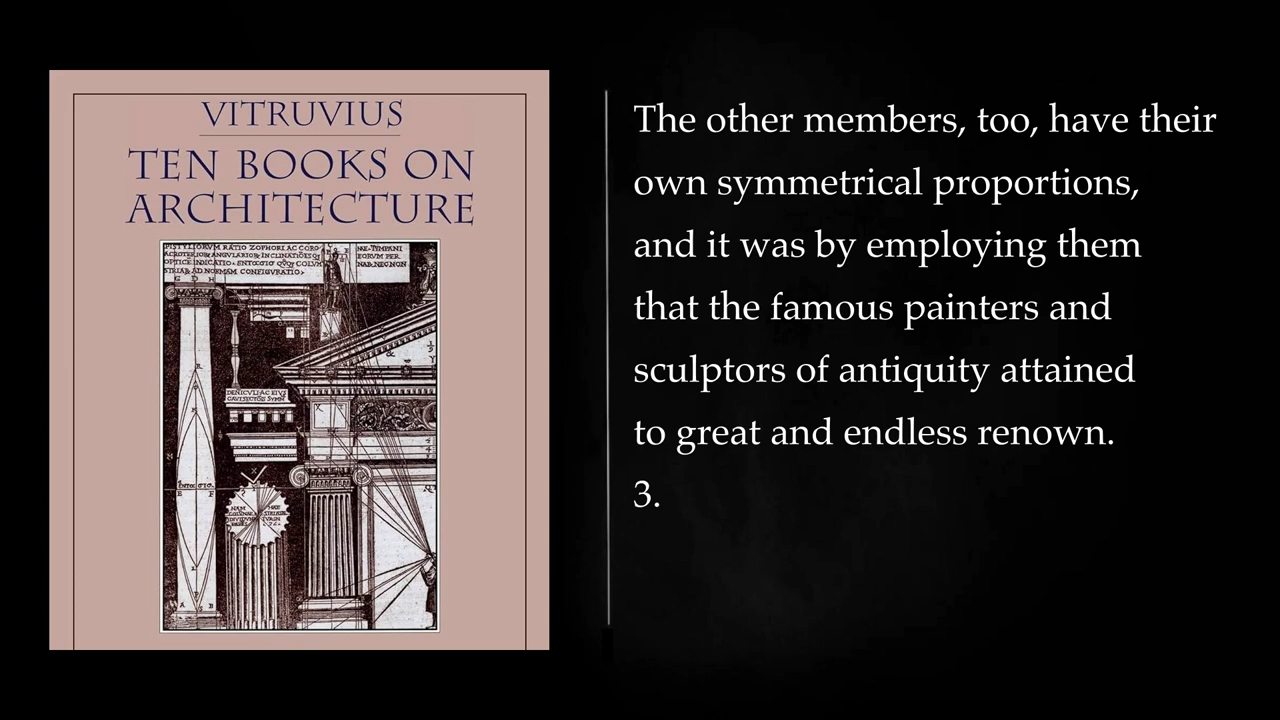 VITRUVIUS
TEN BOOKS ON
ARCHITECTURE
The other members, too, have their
own symmetrical proportions,
and it was by employing them
that the famous painters and
sculptors of antiquity attained
to great and endless renown.
3.